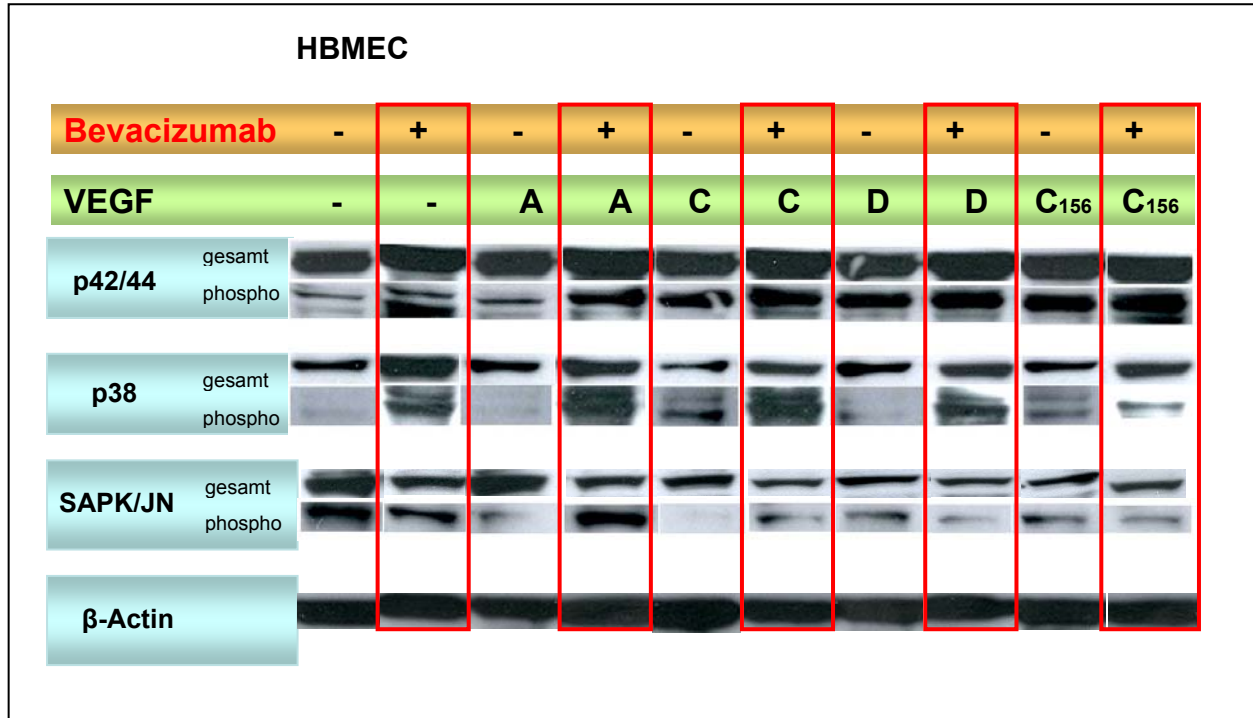 HBMEC
Bevacizumab - + - + - + - + - +
VEGF - - A A C C D D C₁₅₆ C₁₅₆
p42/44 gesamt
phospho
p38 gesamt
phospho
SAPK/JN gesamt
phospho
β-Actin